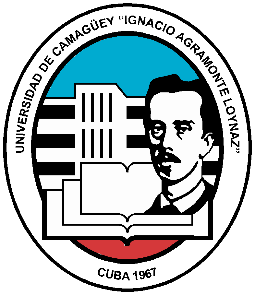 UNIVERSIDAD DE CAMAGÜEY "IGNACIO AGRAMONTE LOYNAZ"
CUBA 1967